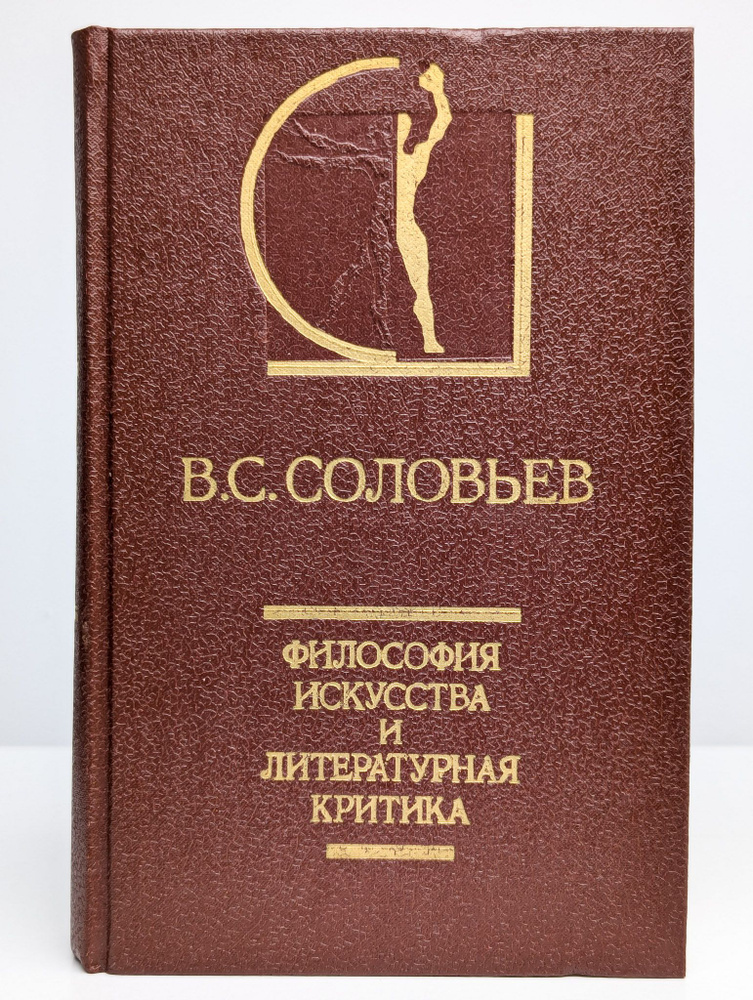 В.С. СОЛОВЬЕВ
ФИЛОСОФИЯ
ИСКУССТВА
И
ЛИТЕРАТУРНАЯ
КРИТИКА